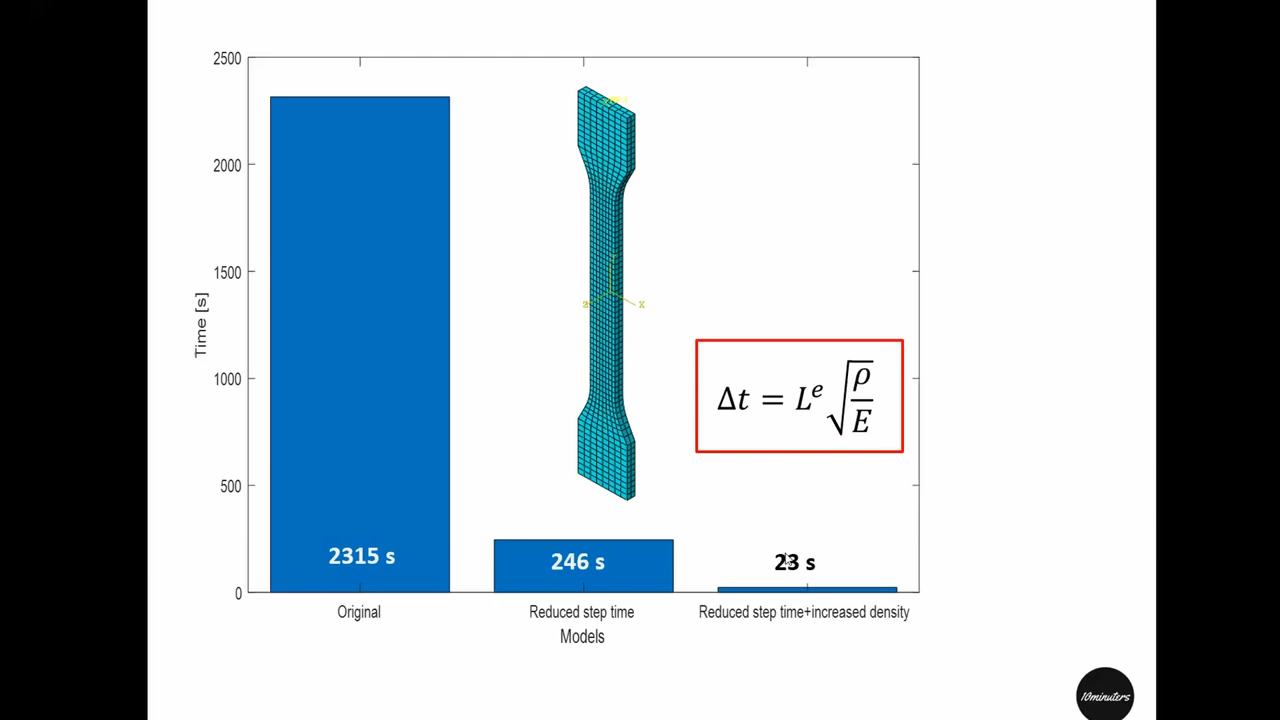 2500
2000
1500
1000
500
0
Time [s]
2315 s
246 s
23 s
Original
Reduced step time
Reduced step time+increased density
Models
Z
X
Δt = Lᵉ √(ρ/E)
10minuters